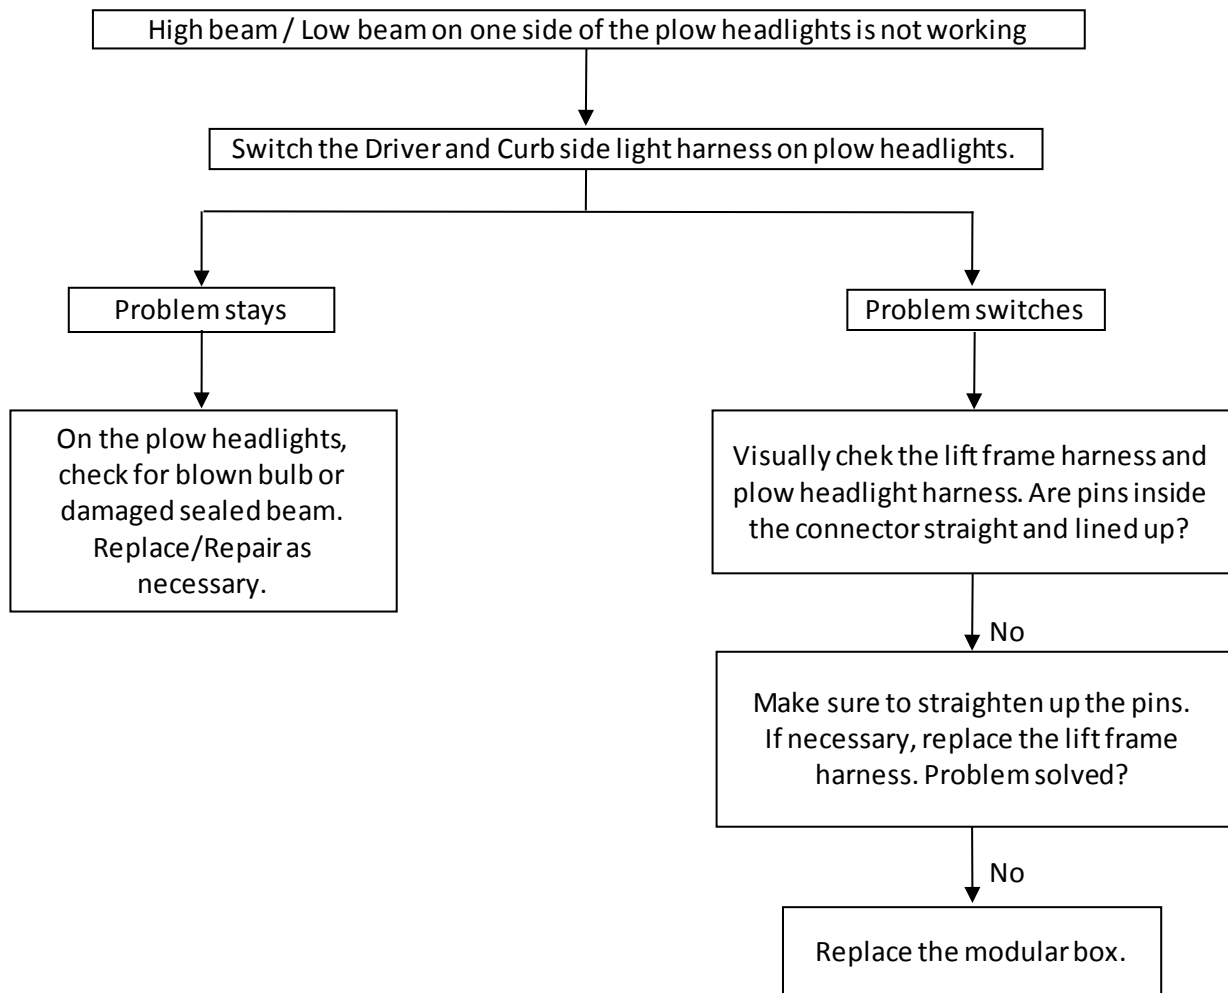 High beam / Low beam on one side of the plow headlights is not working
Switch the Driver and Curb side light harness on plow headlights.
Problem stays
Problem switches
On the plow headlights,
check for blown bulb or
damaged sealed beam.
Replace/Repair as
necessary.
Visually chek the lift frame harness and
plow headlight harness. Are pins inside
the connector straight and lined up?
No
Make sure to straighten up the pins.
If necessary, replace the lift frame
harness. Problem solved?
No
Replace the modular box.